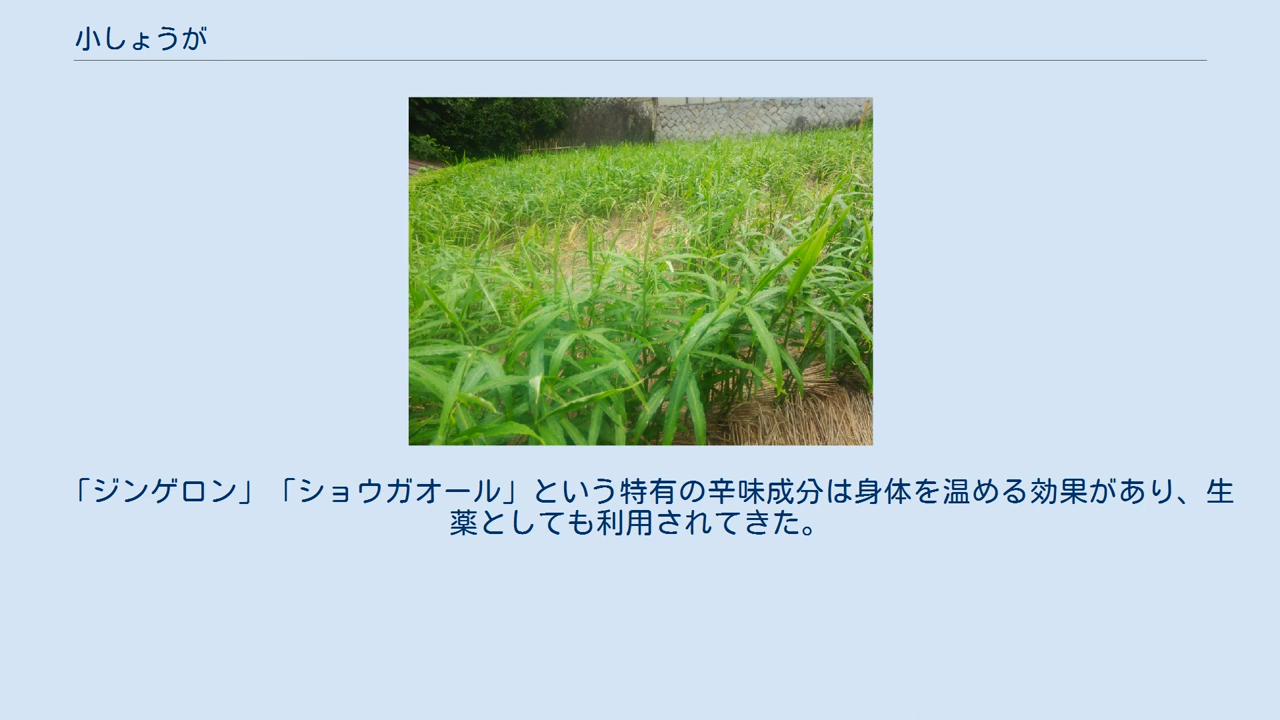 小しょうが
「ジンゲロン」「ショウガオール」という特有の辛味成分は身体を温める効果があり、生
薬としても利用されてきた。